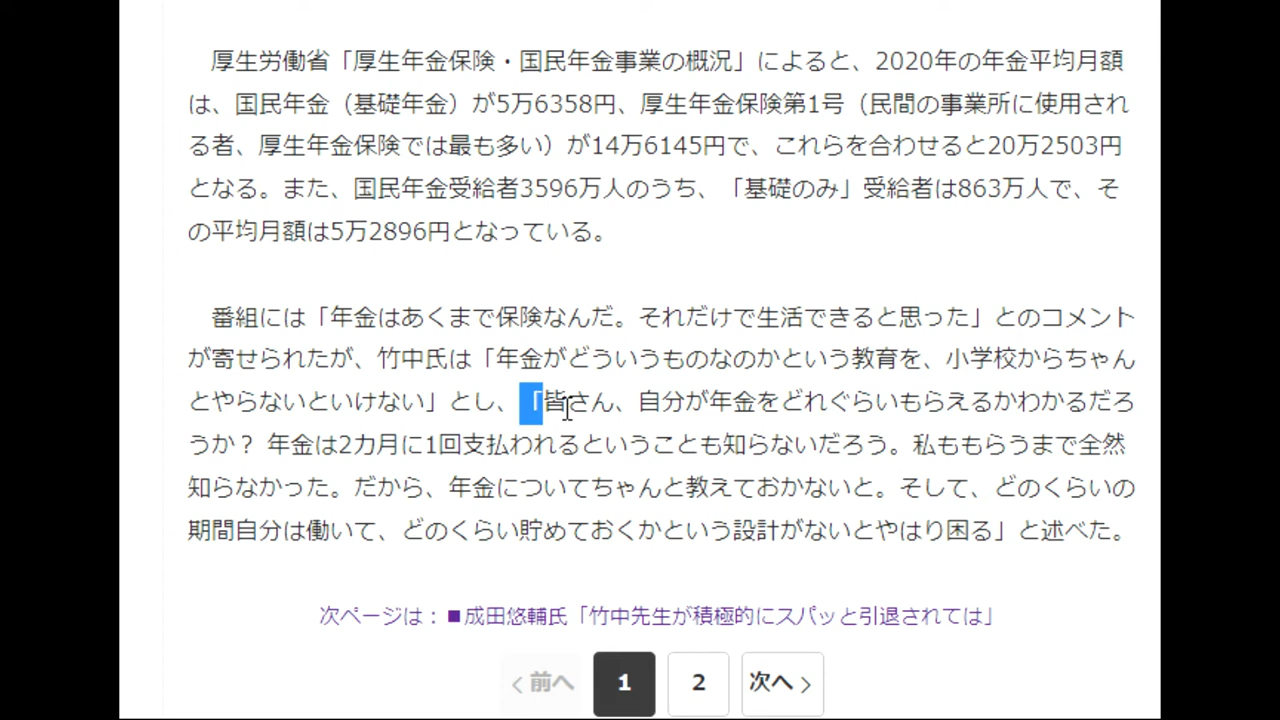 厚生労働省「厚生年金保険・国民年金事業の概況」によると、2020年の年金平均月額
は、国民年金（基礎年金）が5万6358円、厚生年金保険第1号（民間の事業所に使用され
る者、厚生年金保険では最も多い）が14万6145円で、これらを合わせると20万2503円
となる。また、国民年金受給者3596万人のうち、「基礎のみ」受給者は863万人で、そ
の平均月額は5万2896円となっている。
番組には「年金はあくまで保険なんだ。それだけで生活できると思った」とのコメント
が寄せられたが、竹中氏は「年金がどういうものなのかという教育を、小学校からちゃん
とやらないといけない」とし、「皆さん、自分が年金をどれぐらいもらえるかわかるだろ
うか？ 年金は2カ月に1回支払われるということも知らないだろう。私ももらうまで全然
知らなかった。だから、年金についてちゃんと教えておかないと。そして、どのくらいの
期間自分は働いて、どのくらい貯めておくかという設計がないとやはり困る」と述べた。
次ページは：■成田悠輔氏「竹中先生が積極的にスパッと引退されては」
＜前へ 1 2 次へ＞